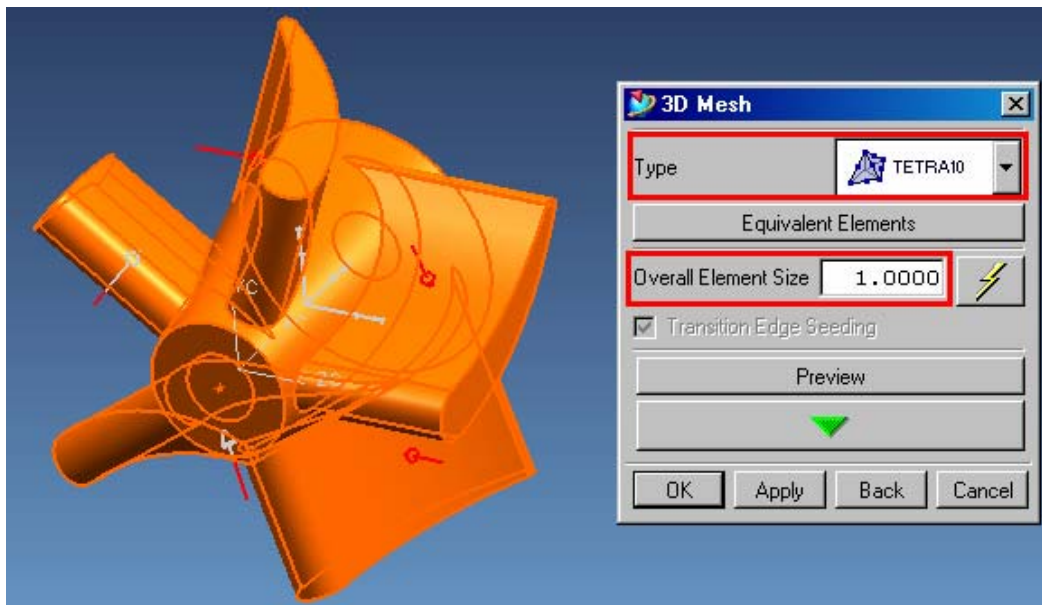 3D Mesh
Type TETRA10
Equivalent Elements
Overall Element Size 1.0000
Transition Edge Seeding
Preview
OK Apply Back Cancel